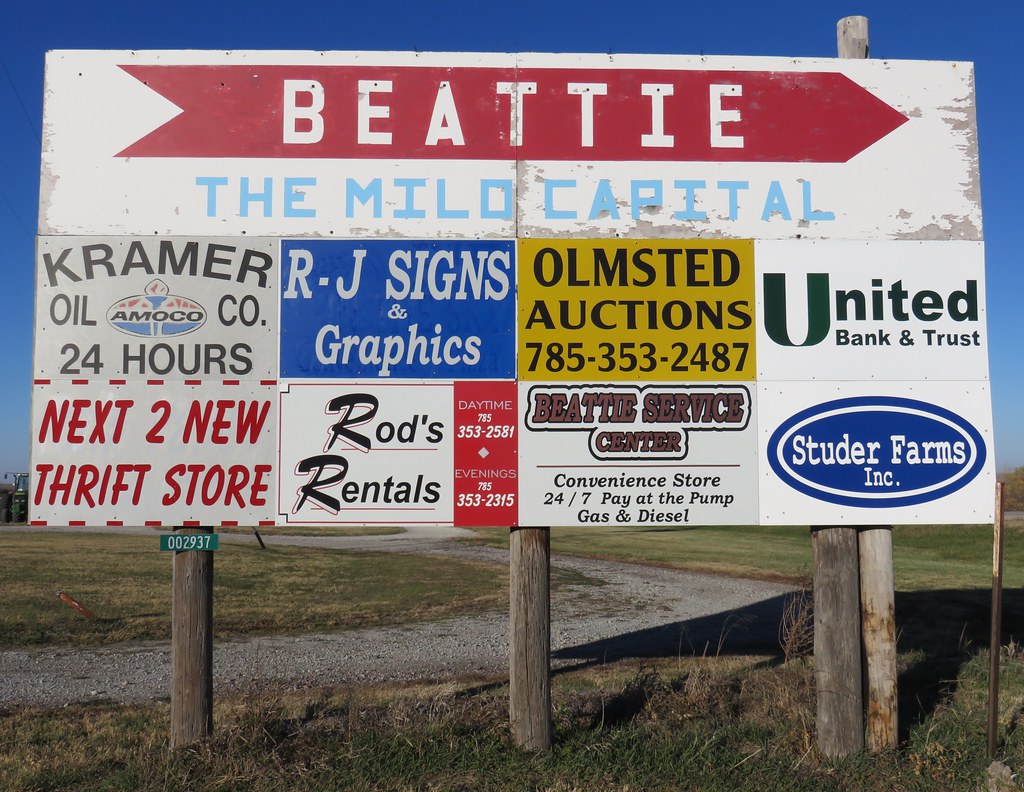 BEATTIE
THE MILO CAPITAL
KRAMER
OIL AMOCO CO.
24 HOURS
R-J SIGNS
&
Graphics
OLMSTED
AUCTIONS
785-353-2487
United
Bank & Trust
NEXT 2 NEW
THRIFT STORE
Rod's
Rentals
DAYTIME
785
353-2581
EVENINGS
785
353-2315
BEATTIE SERVICE
CENTER
Convenience Store
24 / 7 Pay at the Pump
Gas & Diesel
Studer Farms
Inc.
002937